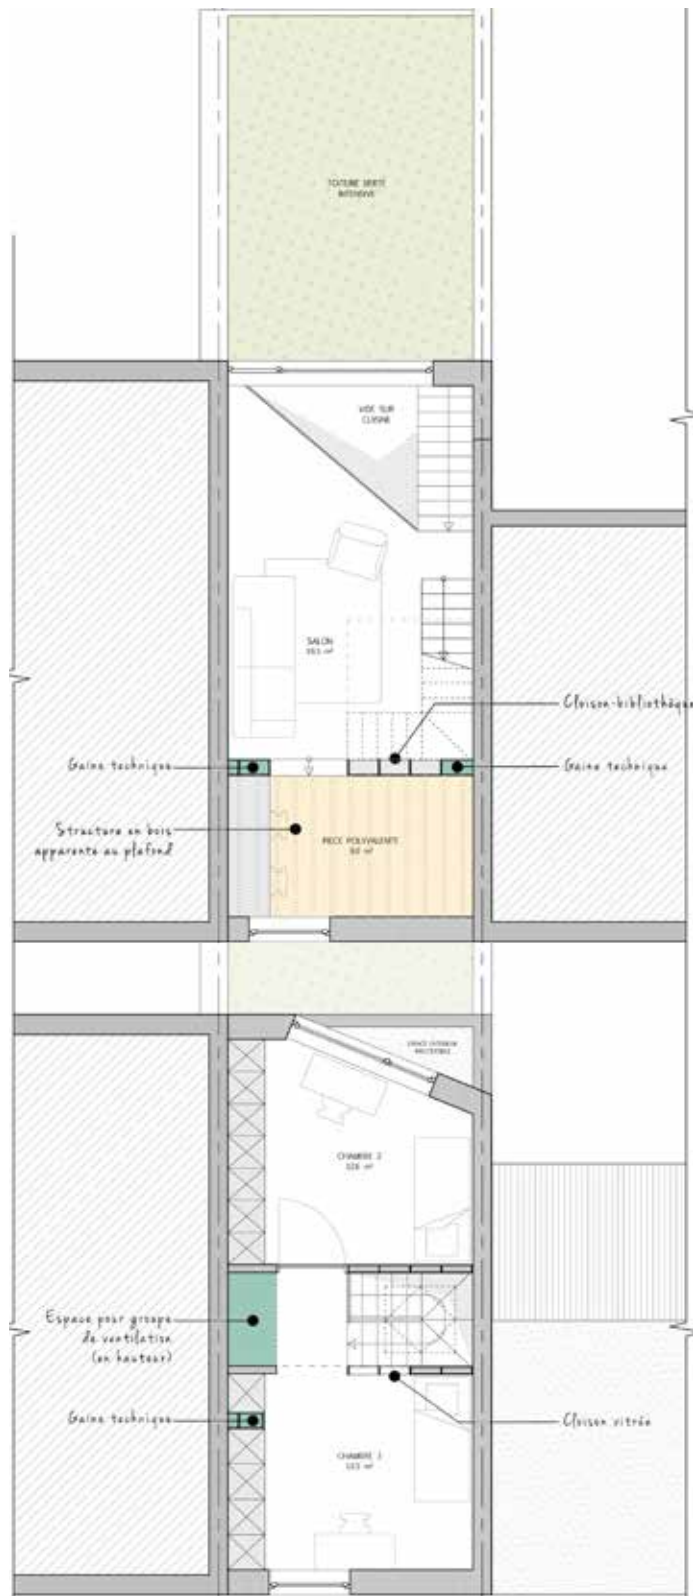 TOITURE VERTE
INTENSIVE
VIDE SUR
CUISINE
SALON
Cloison-bibliothèque
Gaine technique
Gaine technique
Structure en bois
apparente au plafond
PIECE POLYVALENTE
CHAMBRE 2
Espace pour groupe
de ventilation
(en hauteur)
Gaine technique
Cloison vitrée
CHAMBRE